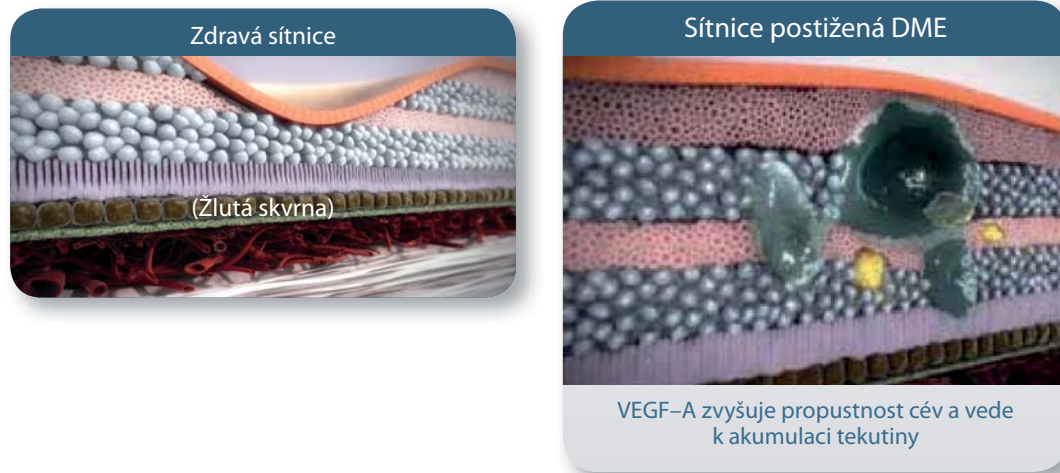 Zdravá sítnice
(Žlutá skvrna)
Sítnice postižená DME
VEGF–A zvyšuje propustnost cév a vede
k akumulaci tekutiny